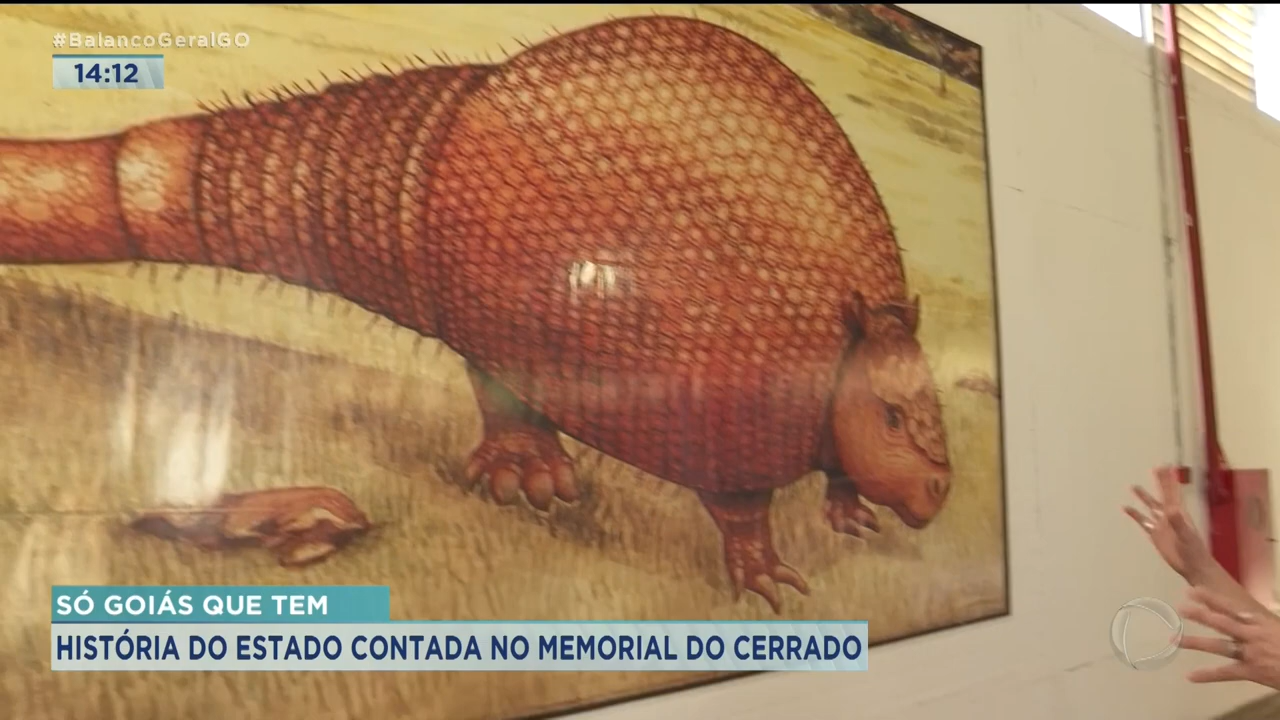 #BalancoGeralGO
14:12
SÓ GOIÁS QUE TEM
HISTÓRIA DO ESTADO CONTADA NO MEMORIAL DO CERRADO